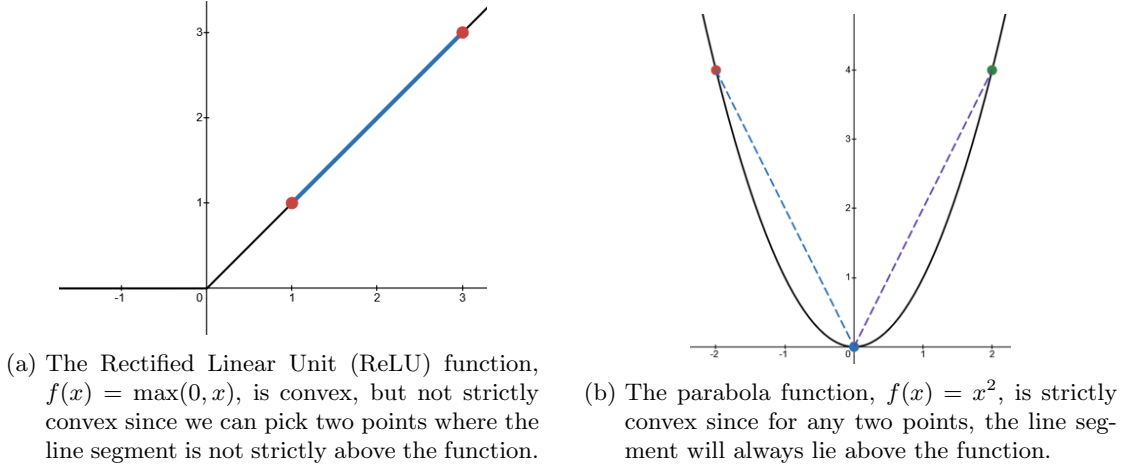 3
2
1
-1
0
1
2
3
(a) The Rectified Linear Unit (ReLU) function,
f(x) = max(0, x), is convex, but not strictly
convex since we can pick two points where the
line segment is not strictly above the function.
4
3
2
1
-2
-1
0
1
2
(b) The parabola function, f(x) = x², is strictly
convex since for any two points, the line seg-
ment will always lie above the function.